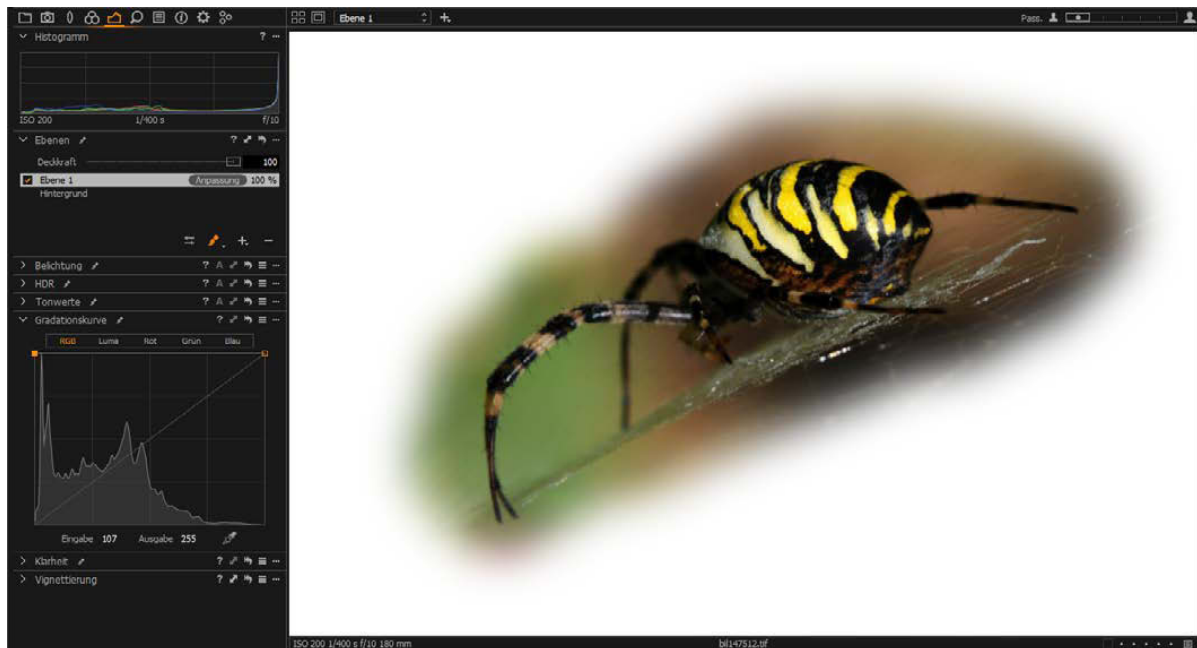 Ebene 1
Pass.
Histogramm ?
ISO 200 1/400 s f/10
Ebenen ?
Deckkraft 100
Ebene 1 Anpassung 100 %
Hintergrund
Belichtung ? A
HDR ? A
Tonwerte ? A
Gradationskurve ?
RGB Luma Rot Grün Blau
Eingabe 107 Ausgabe 255
Klarheit ?
Vignettierung ?
ISO 200 1/400 s f/10 180 mm bil147512.tif